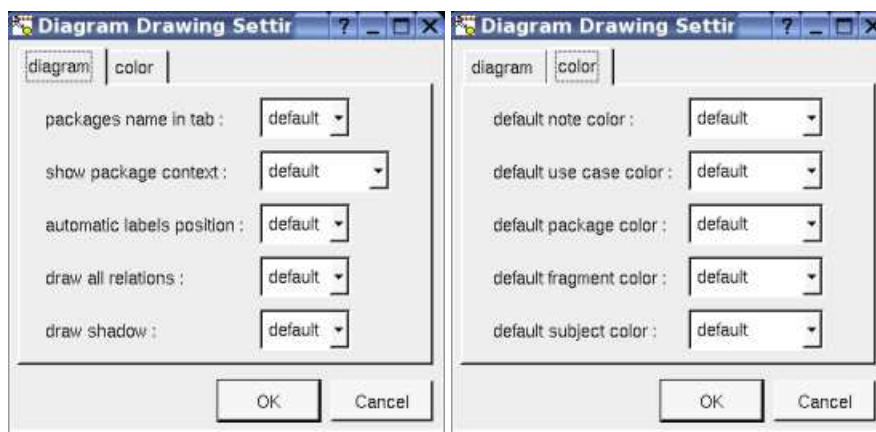 Diagram Drawing Settir ?
diagram color
packages name in tab : default
show package context : default
automatic labels position : default
draw all relations : default
draw shadow : default
OK Cancel
Diagram Drawing Settir ?
diagram color
default note color : default
default use case color : default
default package color : default
default fragment color : default
default subject color : default
OK Cancel